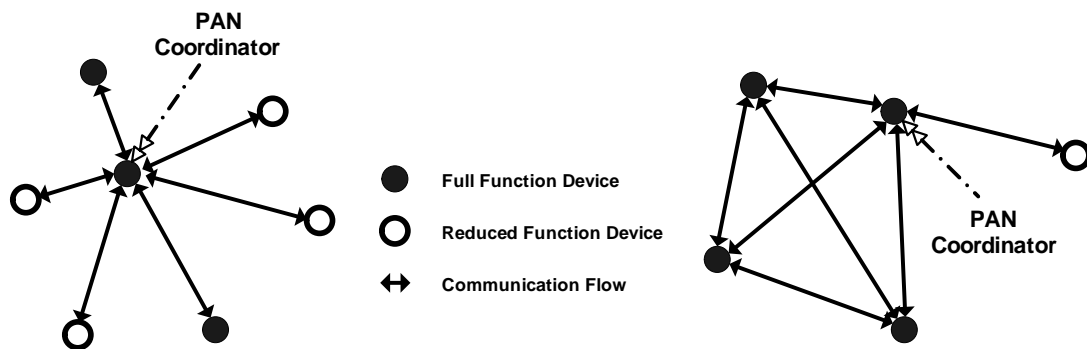 PAN
Coordinator
Full Function Device
Reduced Function Device
Communication Flow
PAN
Coordinator